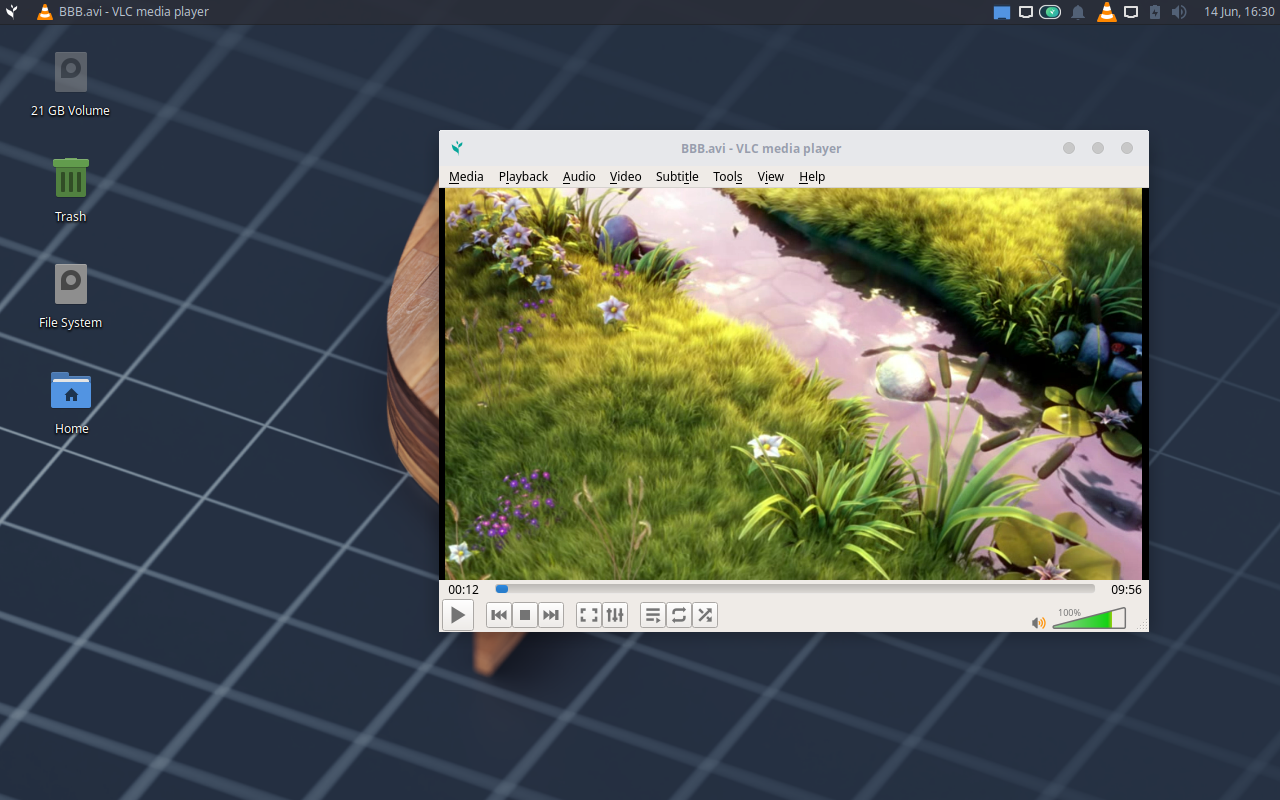 BBB.avi - VLC media player
14 Jun, 16:30
21 GB Volume
Trash
File System
Home
BBB.avi - VLC media player
Media Playback Audio Video Subtitle Tools View Help
00:12
09:56
100%